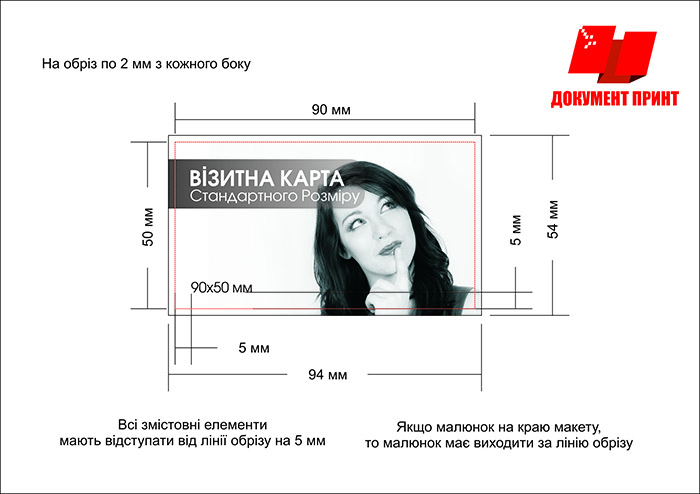 На обріз по 2 мм з кожного боку
ДОКУМЕНТ ПРИНТ
90 мм
ВІЗИТНА КАРТА
Стандартного Розміру
50 мм
5 мм
54 мм
90х50 мм
5 мм
94 мм
Всі змістовні елементи
мають відступати від лінії обрізу на 5 мм
Якщо малюнок на краю макету,
то малюнок має виходити за лінію обрізу